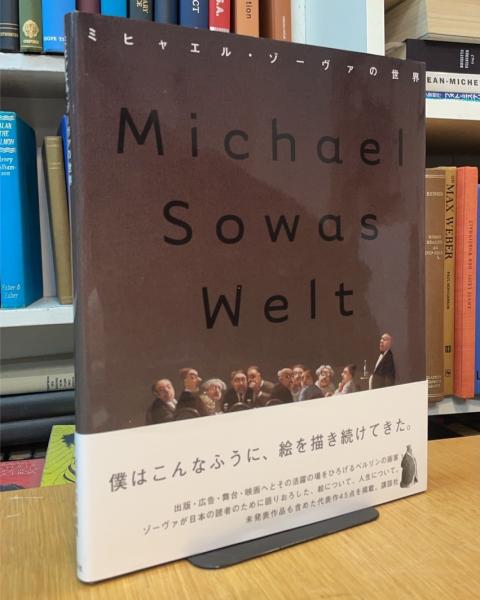 ミヒャエル・ゾーヴァの世界
Michael
Sowas
Welt
僕はこんなふうに、絵を描き続けてきた。
出版・広告・舞台・映画へとその活躍の場をひろげるベルリンの画家
ゾーヴァが日本の読者のために語りおろした、絵について、人生について。
未発表作品も含めた代表作45点を掲載。講談社
JEAN-MICHE
MAX WEBER
Faber &
Faber